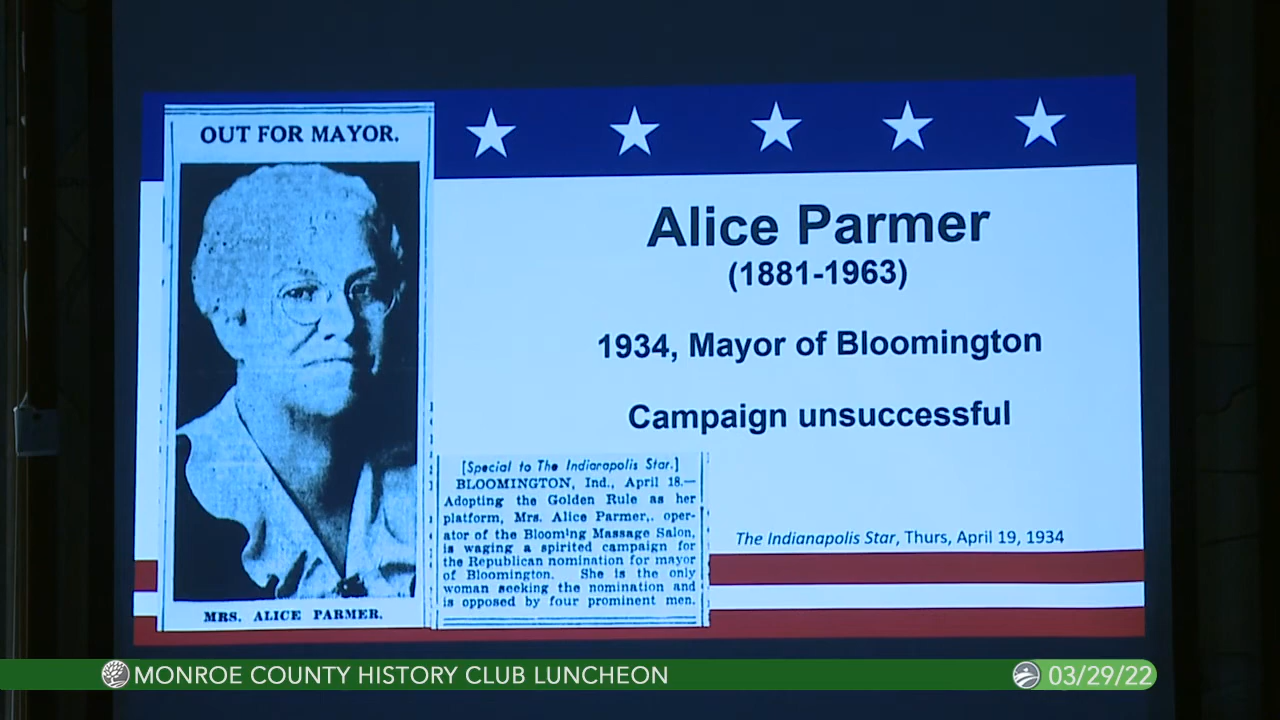 OUT FOR MAYOR.
MRS. ALICE PARMER.
Alice Parmer
(1881-1963)
1934, Mayor of Bloomington
Campaign unsuccessful
[Special to The Indianapolis Star.]
BLOOMINGTON, Ind., April 18.—
Adopting the Golden Rule as her
platform, Mrs. Alice Parmer,. oper-
ator of the Blooming Massage Salon,
is waging a spirited campaign for
the Republican nomination for mayor
of Bloomington. She is the only
woman seeking the nomination and
is opposed by four prominent men.
The Indianapolis Star, Thurs, April 19, 1934
MONROE COUNTY HISTORY CLUB LUNCHEON
03/29/22